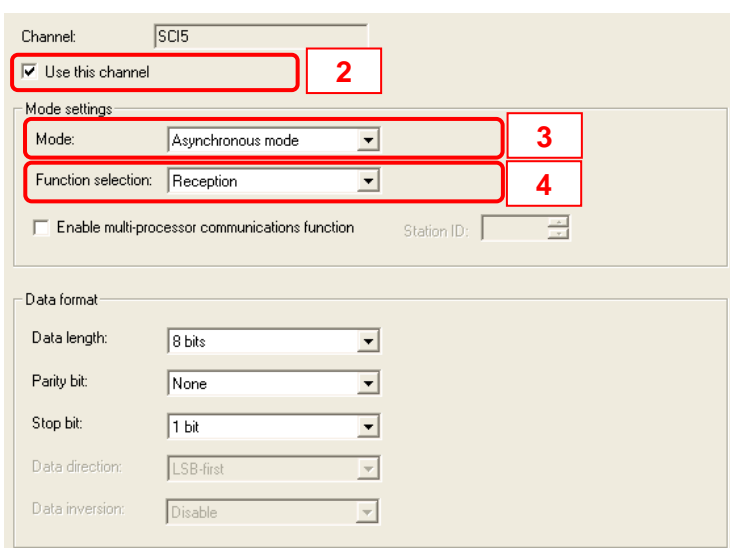 Channel: SCI5
Use this channel 2
Mode settings
Mode: Asynchronous mode 3
Function selection: Reception 4
Enable multi-processor communications function Station ID:
Data format
Data length: 8 bits
Parity bit: None
Stop bit: 1 bit
Data direction: LSB-first
Data inversion: Disable